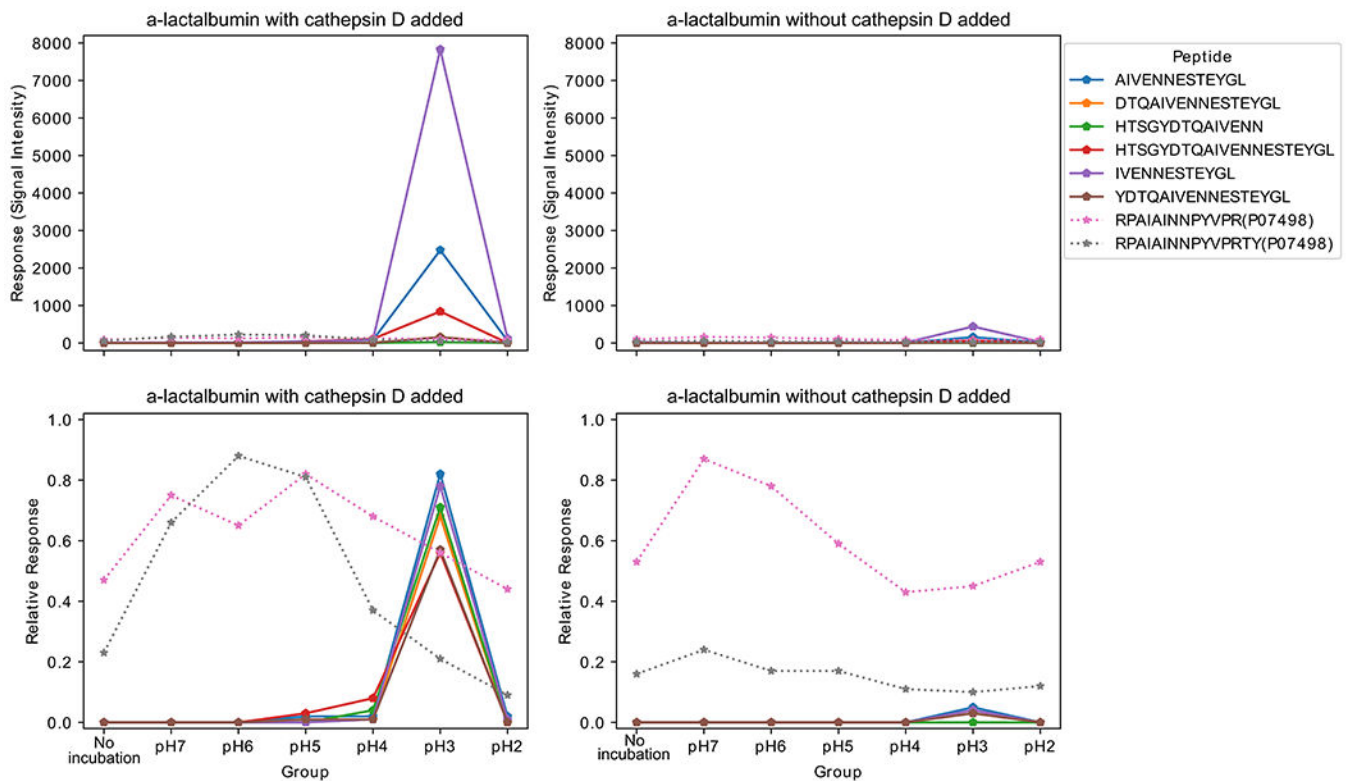 a-lactalbumin with cathepsin D added
8000
7000
6000
5000
4000
3000
2000
1000
0
Response (Signal Intensity)
a-lactalbumin without cathepsin D added
8000
7000
6000
5000
4000
3000
2000
1000
0
Response (Signal Intensity)
Peptide
AIVENNESTEYGL
DTQAIVENNESTEYGL
HTSGYDTQAIVENN
HTSGYDTQAIVENNESTEYGL
IVENNESTEYGL
YDTQAIVENNESTEYGL
RPAIAINNPYVPR(P07498)
RPAIAINNPYVPRTY(P07498)
a-lactalbumin with cathepsin D added
1.0
0.8
0.6
0.4
0.2
0.0
Relative Response
No
incubation
pH7
pH6
pH5
pH4
pH3
pH2
Group
a-lactalbumin without cathepsin D added
1.0
0.8
0.6
0.4
0.2
0.0
Relative Response
No
incubation
pH7
pH6
pH5
pH4
pH3
pH2
Group